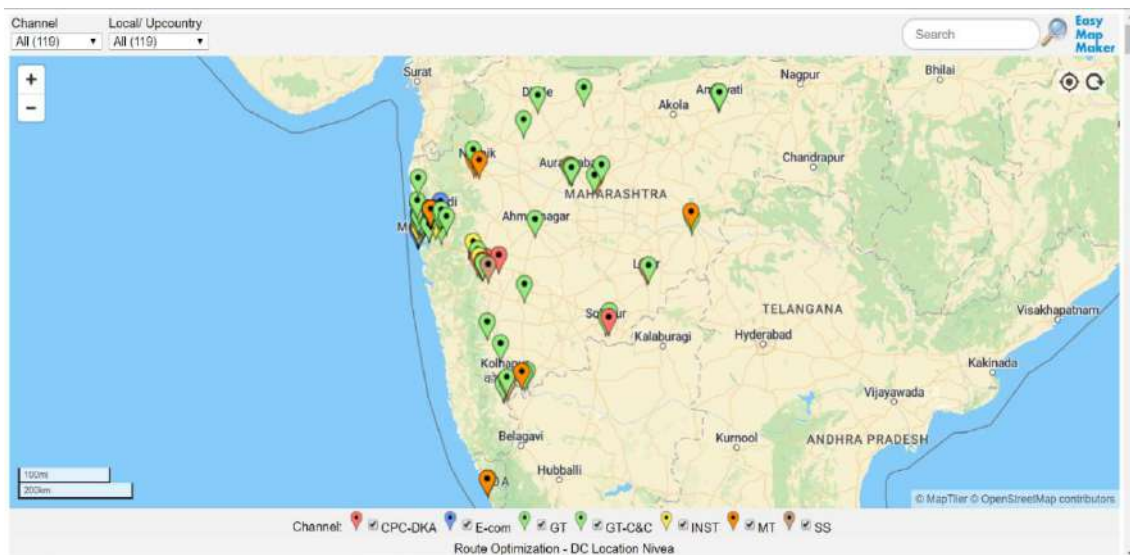 Channel
Local/ Upcountry
All (119)
All (119)
Search
Easy
Map
Maker
+
−
Surat
Nagpur
Bhilai
Akola
Chandrapur
MAHARASHTRA
TELANGANA
Visakhapatnam
Kalaburagi
Hyderabad
Kolhapur
Kakinada
Vijayawada
Belagavi
Kurnool
ANDHRA PRADESH
Hubballi
100mi
200km
© MapTiler © OpenStreetMap contributors
Channel: CPC-DKA E-com GT GT-C&C INST MT SS
Route Optimization - DC Location Nivea